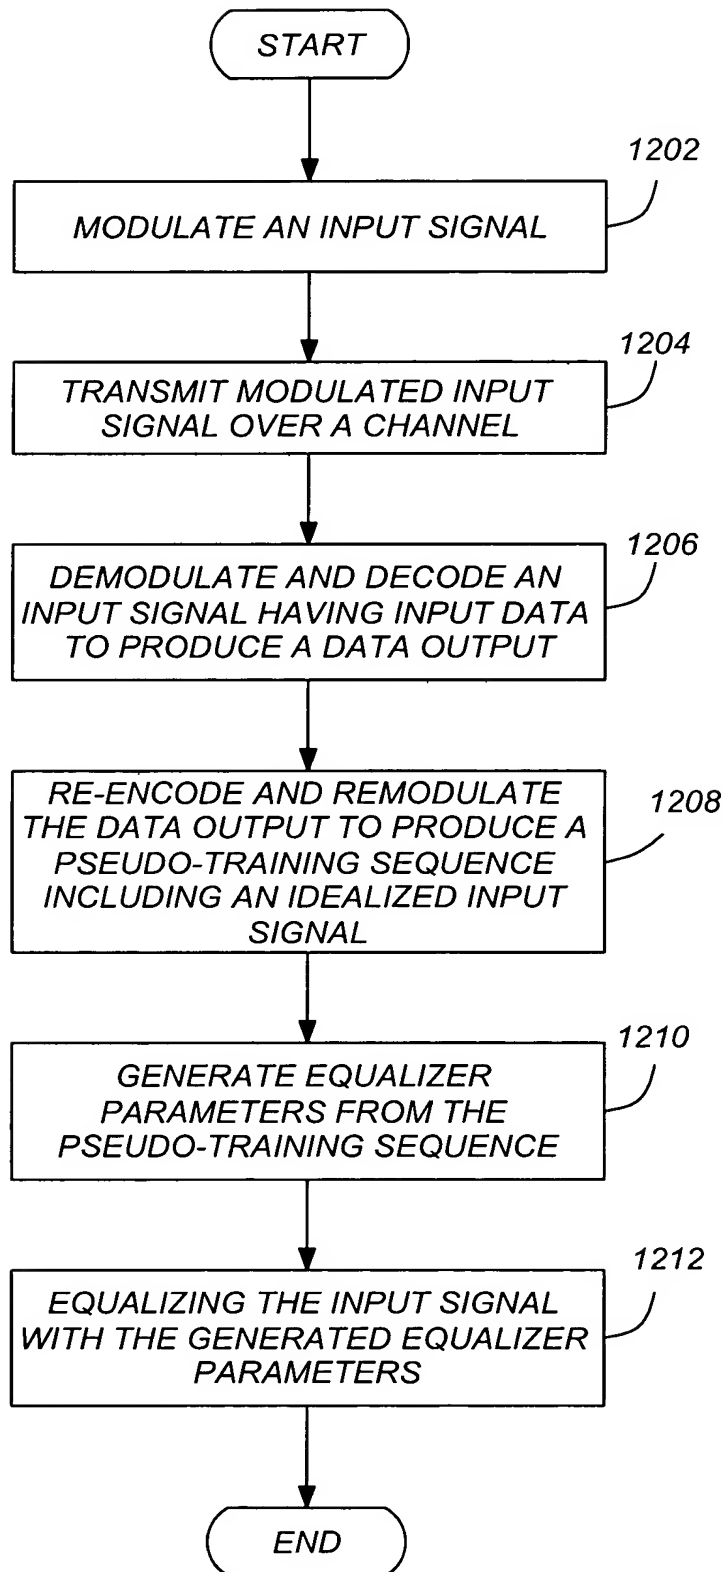 START
1202
MODULATE AN INPUT SIGNAL
1204
TRANSMIT MODULATED INPUT
SIGNAL OVER A CHANNEL
1206
DEMODULATE AND DECODE AN
INPUT SIGNAL HAVING INPUT DATA
TO PRODUCE A DATA OUTPUT
1208
RE-ENCODE AND REMODULATE
THE DATA OUTPUT TO PRODUCE A
PSEUDO-TRAINING SEQUENCE
INCLUDING AN IDEALIZED INPUT
SIGNAL
1210
GENERATE EQUALIZER
PARAMETERS FROM THE
PSEUDO-TRAINING SEQUENCE
1212
EQUALIZING THE INPUT SIGNAL
WITH THE GENERATED EQUALIZER
PARAMETERS
END